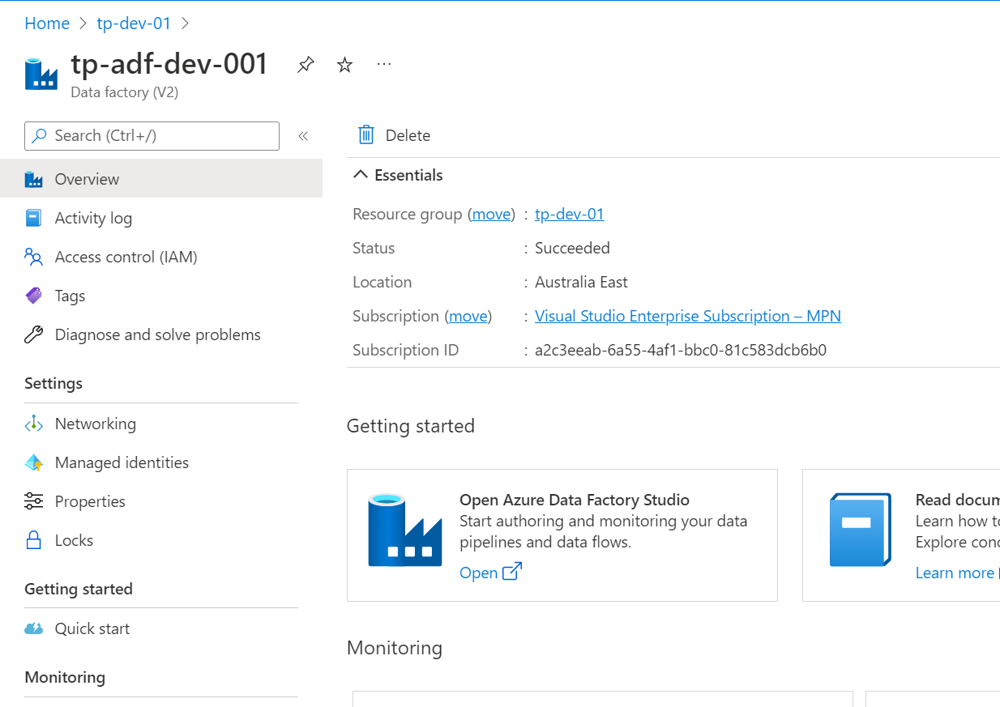 Home > tp-dev-01 >
tp-adf-dev-001
Data factory (V2)
Search (Ctrl+/)
«
Overview
Activity log
Access control (IAM)
Tags
Diagnose and solve problems
Settings
Networking
Managed identities
Properties
Locks
Getting started
Quick start
Monitoring
Delete
Essentials
Resource group (move) : tp-dev-01
Status : Succeeded
Location : Australia East
Subscription (move) : Visual Studio Enterprise Subscription – MPN
Subscription ID : a2c3eeab-6a55-4af1-bbc0-81c583dcb6b0
Getting started
Open Azure Data Factory Studio
Start authoring and monitoring your data
pipelines and data flows.
Open
Read docum
Learn how to
Explore conc
Learn more
Monitoring